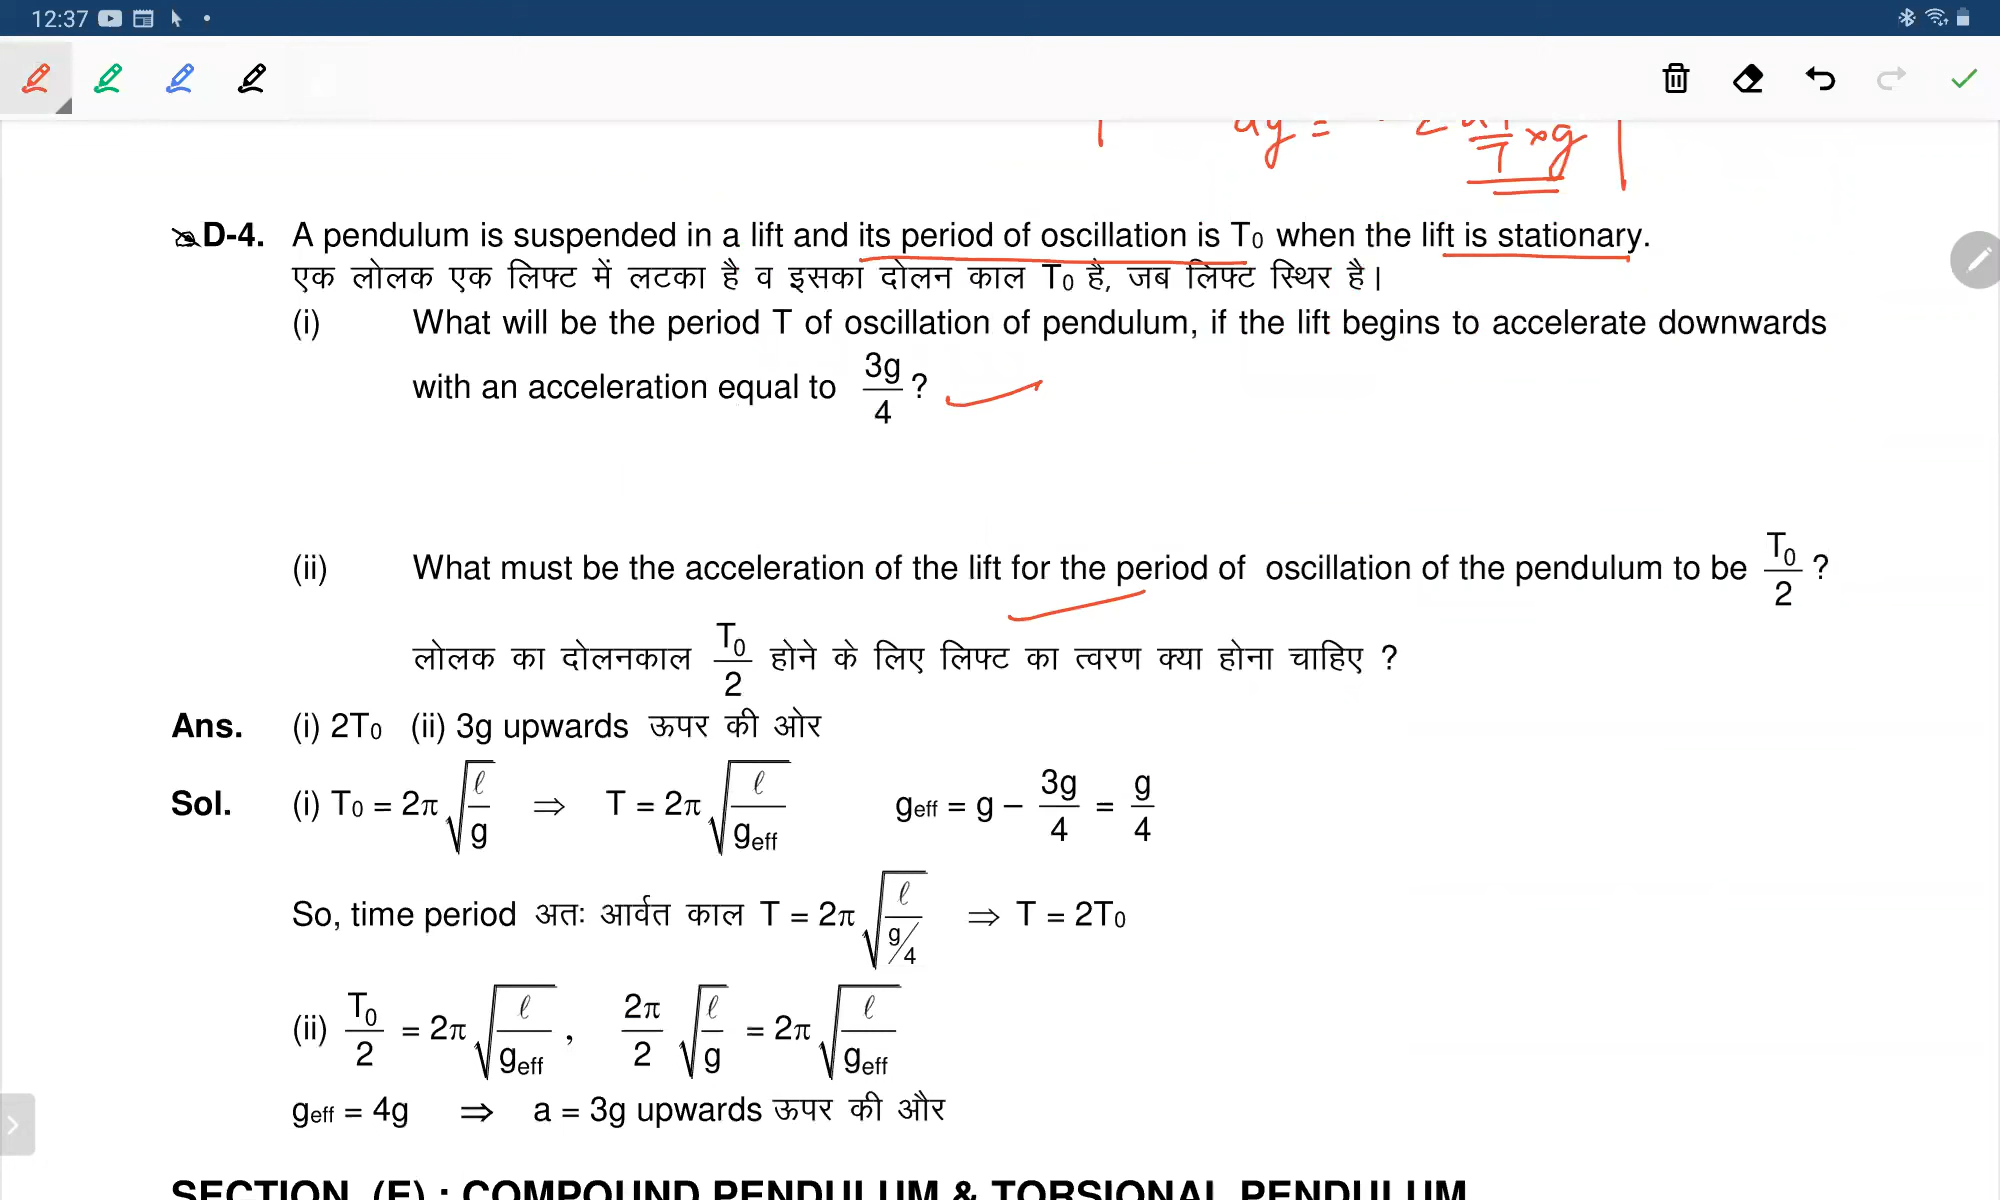 12:37
D-4. A pendulum is suspended in a lift and its period of oscillation is T₀ when the lift is stationary.
एक लोलक एक लिफ्ट में लटका है व इसका दोलन काल T₀ है, जब लिफ्ट स्थिर है।
(i) What will be the period T of oscillation of pendulum, if the lift begins to accelerate downwards
with an acceleration equal to 3g/4 ?
(ii) What must be the acceleration of the lift for the period of oscillation of the pendulum to be T₀/2 ?
लोलक का दोलनकाल T₀/2 होने के लिए लिफ्ट का त्वरण क्या होना चाहिए ?
Ans. (i) 2T₀ (ii) 3g upwards ऊपर की ओर
Sol. (i) T₀ = 2π√(ℓ/g) ⇒ T = 2π√(ℓ/geff) geff = g – 3g/4 = g/4
So, time period अतः आर्वत काल T = 2π√(ℓ/(g/4)) ⇒ T = 2T₀
(ii) T₀/2 = 2π√(ℓ/geff) , 2π/2 √(ℓ/g) = 2π√(ℓ/geff)
geff = 4g ⇒ a = 3g upwards ऊपर की और
SECTION (E) : COMPOUND PENDULUM & TORSIONAL PENDULUM